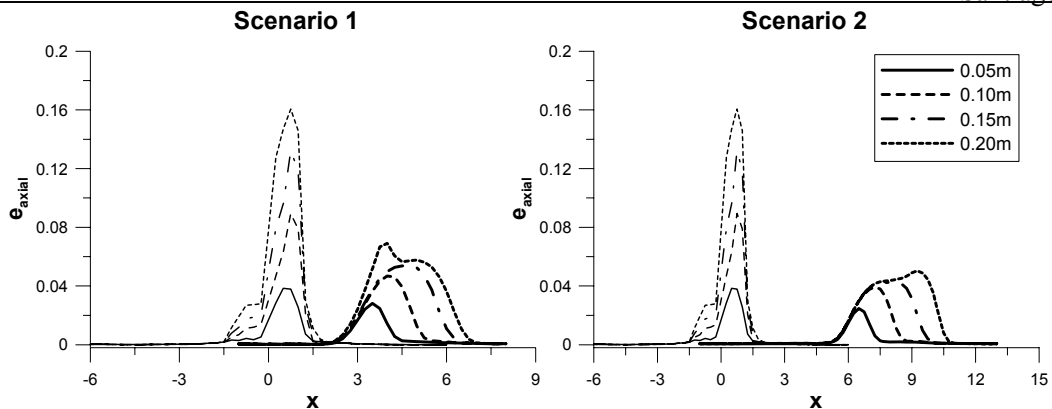 Scenario 1
Scenario 2
0.2
0.16
0.12
0.08
0.04
0
e_axial
-6 -3 0 3 6 9
x
0.2
0.16
0.12
0.08
0.04
0
e_axial
-6 -3 0 3 6 9 12 15
x
0.05m
0.10m
0.15m
0.20m